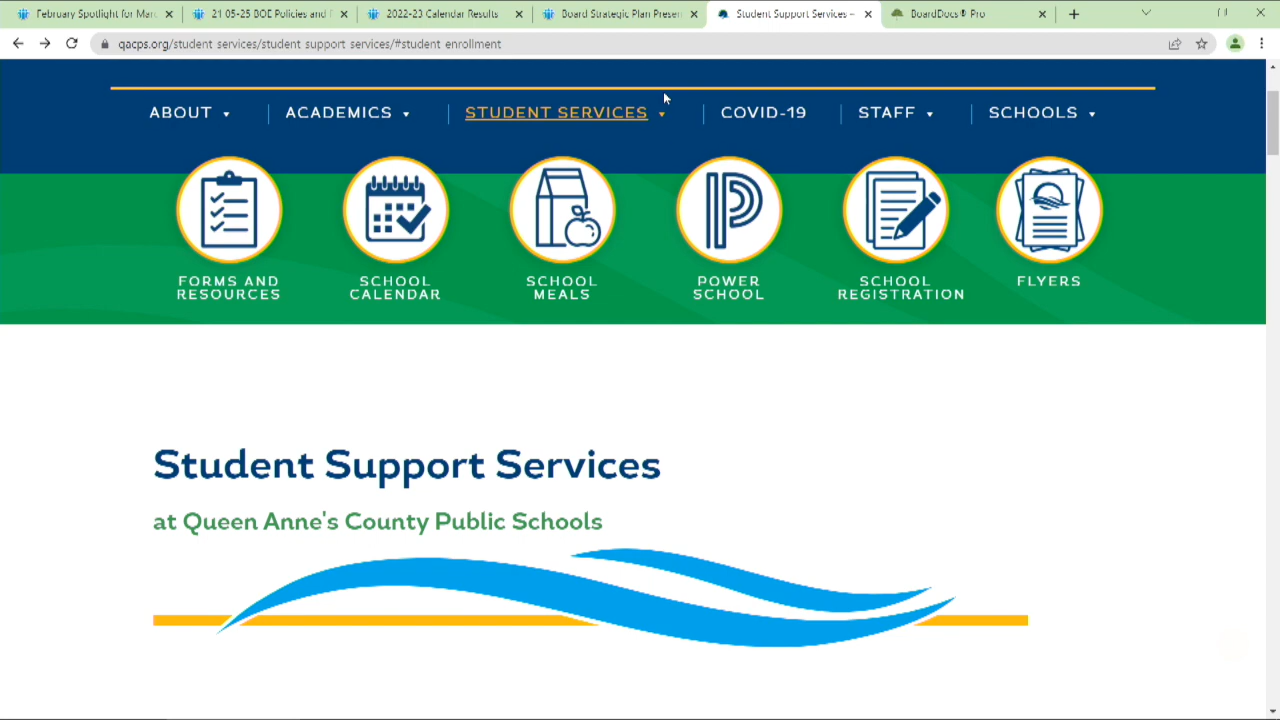 February Spotlight for Marc
21 05-25 BOE Policies and F
2022-23 Calendar Results
Board Strategic Plan Presen
Student Support Services –
BoardDocs® Pro
qacps.org/student services/student support services/#student enrollment
ABOUT
ACADEMICS
STUDENT SERVICES
COVID-19
STAFF
SCHOOLS
FORMS AND
RESOURCES
SCHOOL
CALENDAR
SCHOOL
MEALS
POWER
SCHOOL
SCHOOL
REGISTRATION
FLYERS
Student Support Services
at Queen Anne's County Public Schools